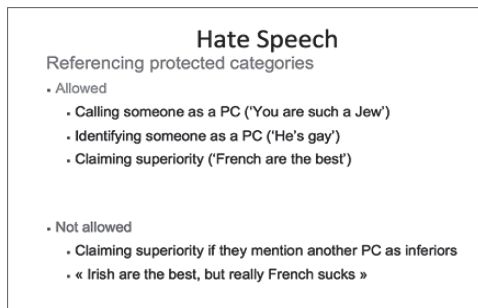 Hate Speech
Referencing protected categories
▪ Allowed
▪ Calling someone as a PC (‘You are such a Jew’)
▪ Identifying someone as a PC (‘He’s gay’)
▪ Claiming superiority (‘French are the best’)
▪ Not allowed
▪ Claiming superiority if they mention another PC as inferiors
▪ « Irish are the best, but really French sucks »